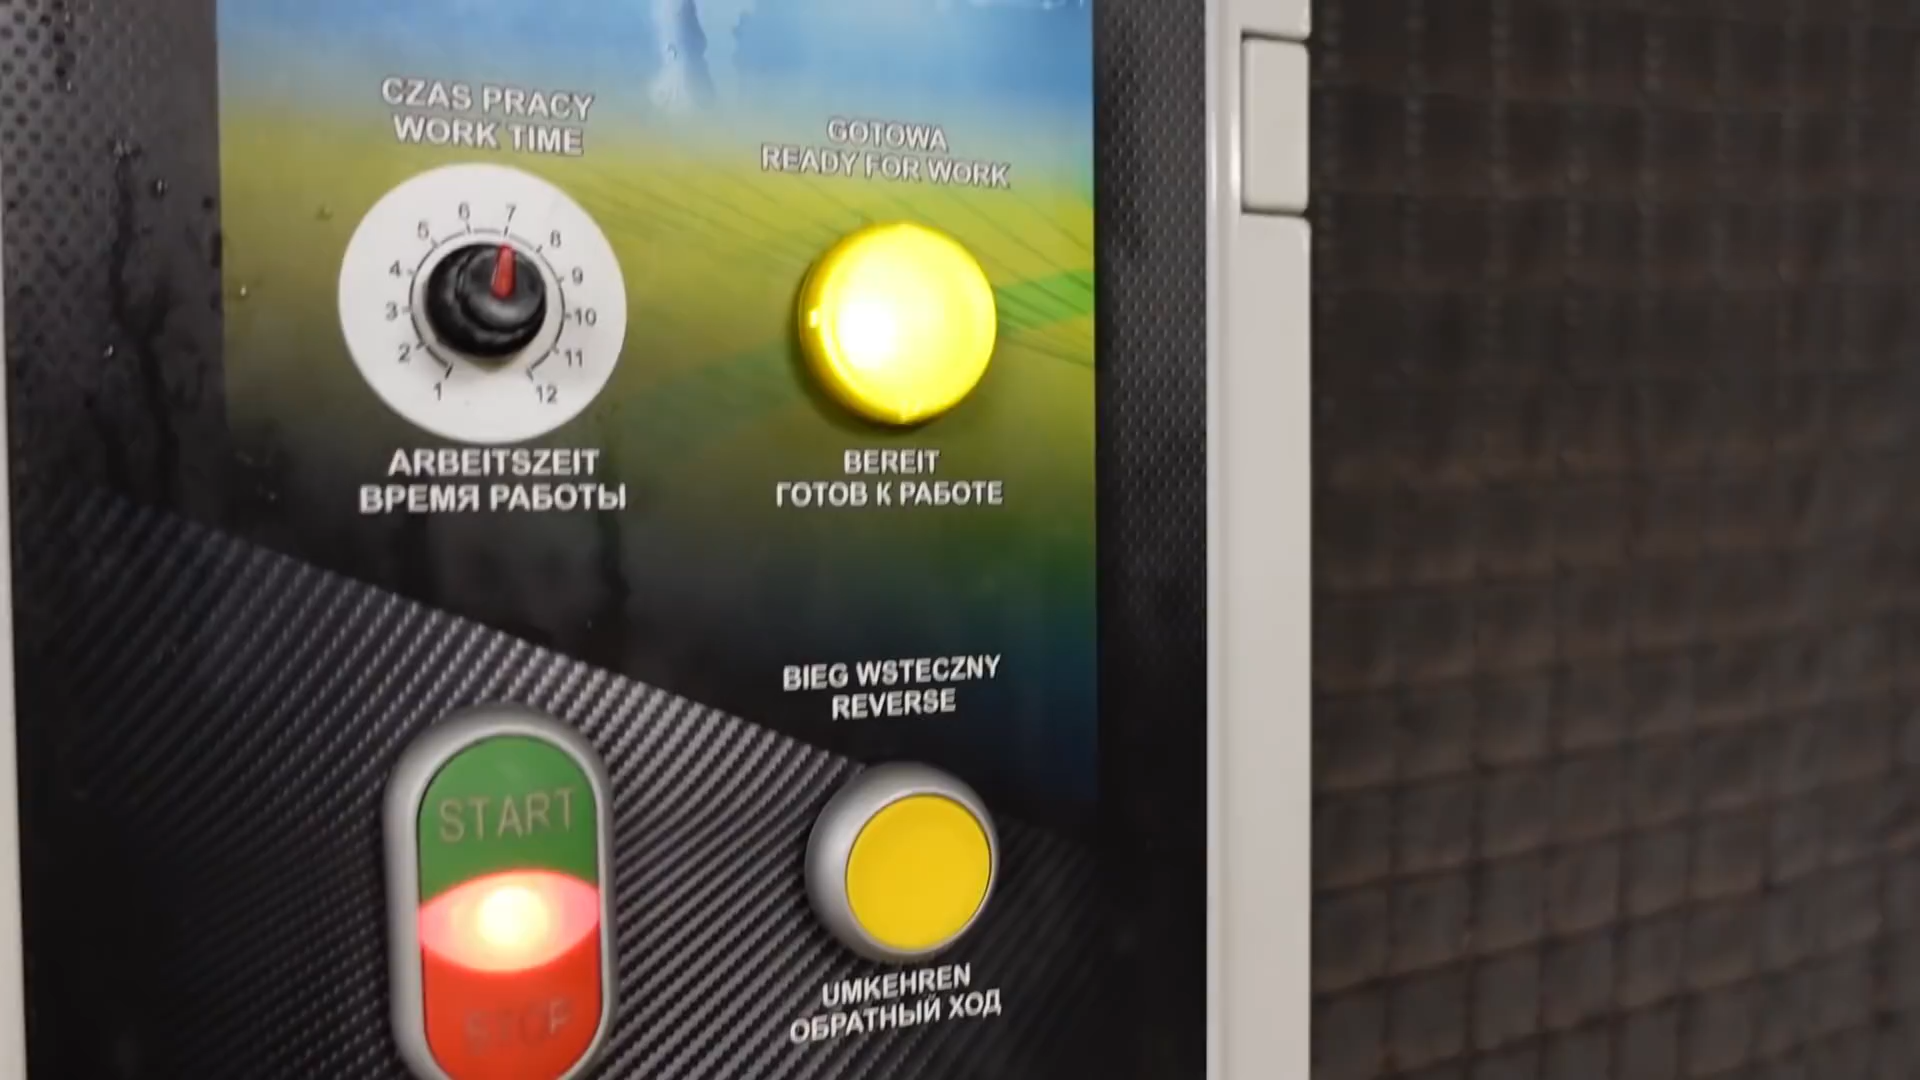 CZAS PRACY
WORK TIME
1
2
3
4
5
6
7
8
9
10
11
12
ARBEITSZEIT
ВРЕМЯ РАБОТЫ
GOTOWA
READY FOR WORK
BEREIT
ГОТОВ К РАБОТЕ
START
STOP
BIEG WSTECZNY
REVERSE
UMKEHREN
ОБРАТНЫЙ ХОД